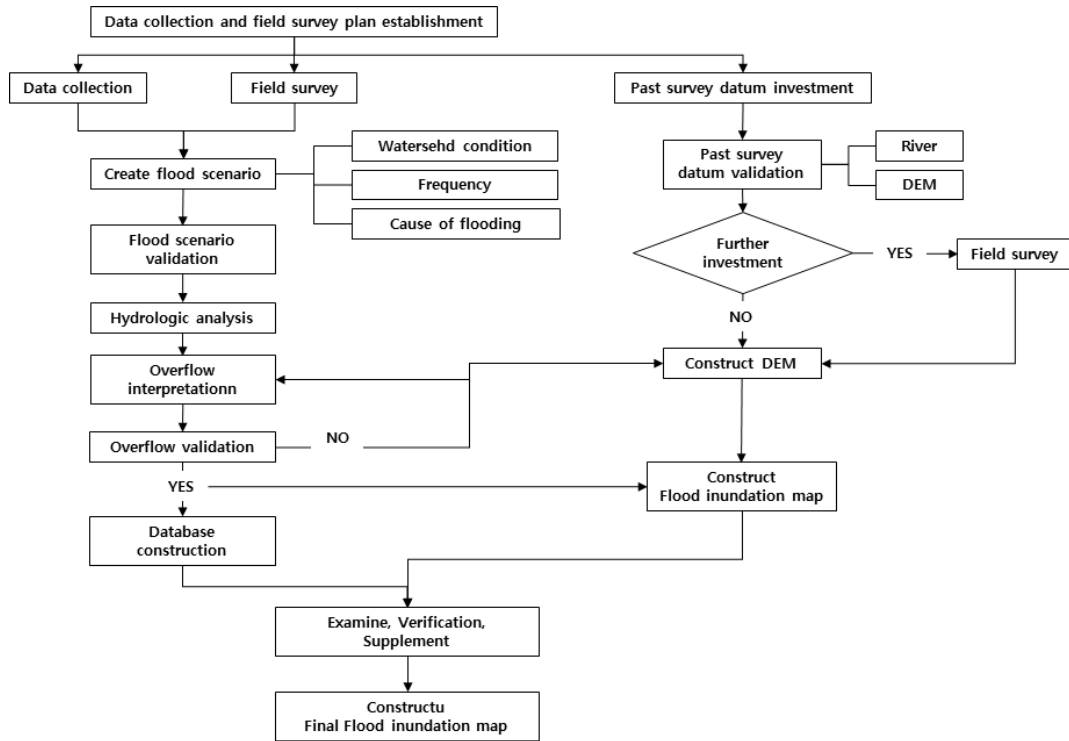 Data collection and field survey plan establishment
Data collection
Field survey
Past survey datum investment
Create flood scenario
Watersehd condition
Frequency
Cause of flooding
Past survey
datum validation
River
DEM
Flood scenario
validation
Further
investment
YES
Field survey
NO
Hydrologic analysis
Overflow
interpretationn
Construct DEM
Overflow validation
NO
YES
Construct
Flood inundation map
Database
construction
Examine, Verification,
Supplement
Constructu
Final Flood inundation map